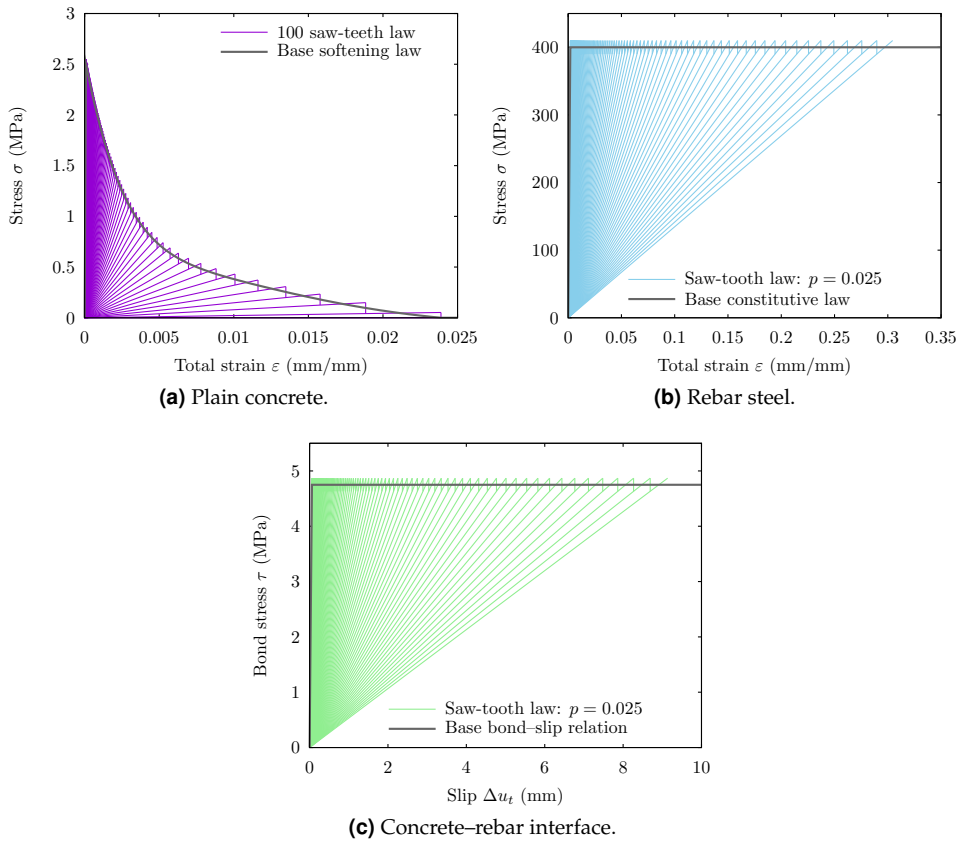 3
2.5
2
1.5
1
0.5
0
0
0.005
0.01
0.015
0.02
0.025
Stress σ (MPa)
Total strain ε (mm/mm)
100 saw-teeth law
Base softening law
(a) Plain concrete.
400
300
200
100
0
0
0.05
0.1
0.15
0.2
0.25
0.3
0.35
Stress σ (MPa)
Total strain ε (mm/mm)
Saw-tooth law: p = 0.025
Base constitutive law
(b) Rebar steel.
5
4
3
2
1
0
0
2
4
6
8
10
Bond stress τ (MPa)
Slip Δu_t (mm)
Saw-tooth law: p = 0.025
Base bond–slip relation
(c) Concrete–rebar interface.